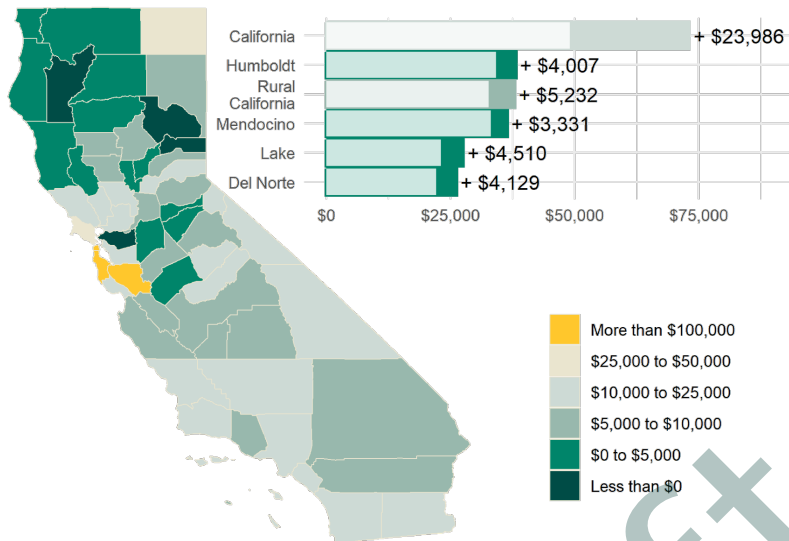 California + $23,986
Humboldt + $4,007
Rural
California + $5,232
Mendocino + $3,331
Lake + $4,510
Del Norte + $4,129
$0 $25,000 $50,000 $75,000
More than $100,000
$25,000 to $50,000
$10,000 to $25,000
$5,000 to $10,000
$0 to $5,000
Less than $0
ct